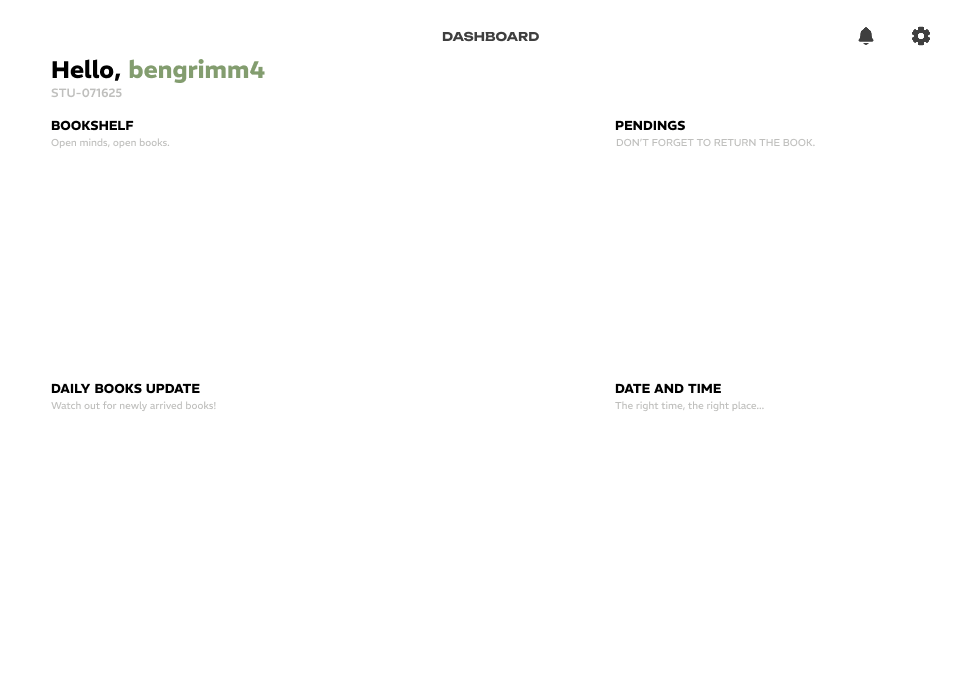 DASHBOARD
Hello, bengrimm4
STU-071625
BOOKSHELF
Open minds, open books.
PENDINGS
DON'T FORGET TO RETURN THE BOOK.
DAILY BOOKS UPDATE
Watch out for newly arrived books!
DATE AND TIME
The right time, the right place...